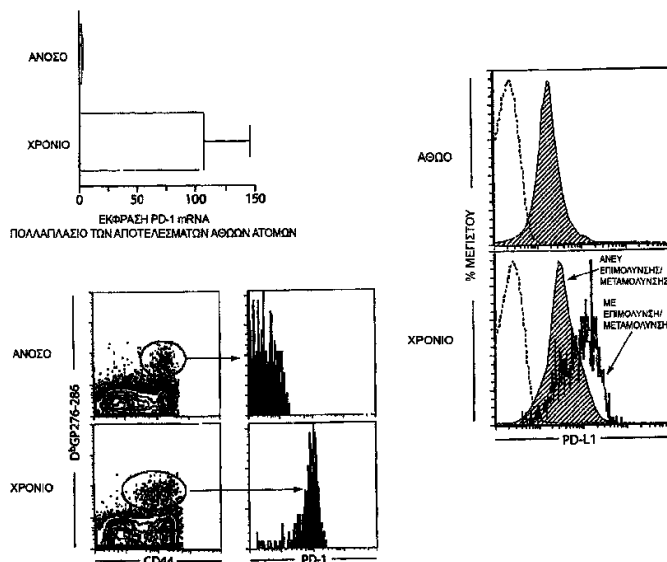 ΑΝΟΣΟ
ΧΡΟΝΙΟ
0 50 100 150
ΕΚΦΡΑΣΗ PD-1 mRNA
ΠΟΛΛΑΠΛΑΣΙΟ ΤΩΝ ΑΠΟΤΕΛΕΣΜΑΤΩΝ ΑΘΩΩΝ ΑΤΟΜΩΝ
ΑΝΟΣΟ
ΧΡΟΝΙΟ
DᵇGP276-286
CD44
PD-1
ΑΘΩΟ
ΧΡΟΝΙΟ
% ΜΕΓΙΣΤΟΥ
ΑΝΕΥ
ΕΠΙΜΟΛΥΝΣΗΣ/
ΜΕΤΑΜΟΛΥΝΣΗΣ
ΜΕ
ΕΠΙΜΟΛΥΝΣΗ/
ΜΕΤΑΜΟΛΥΝΣΗ
PD-L1